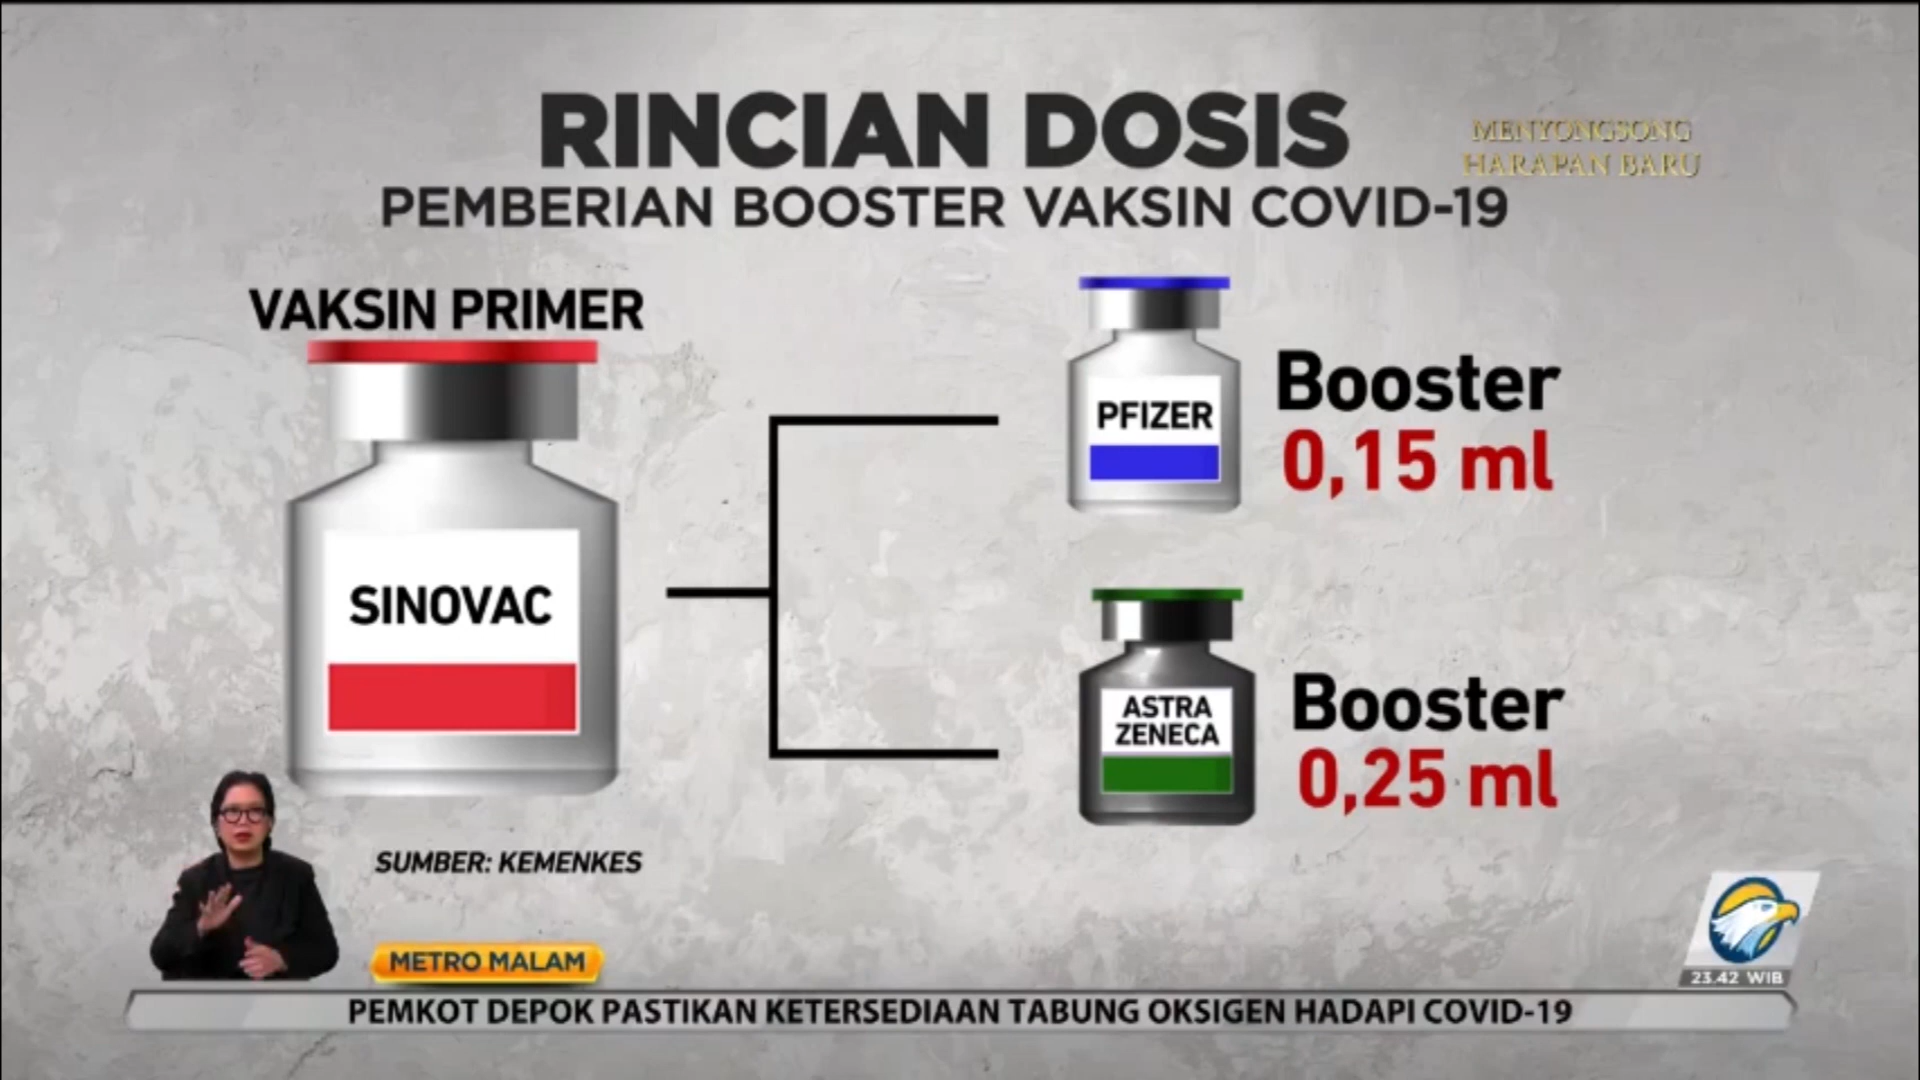 RINCIAN DOSIS
PEMBERIAN BOOSTER VAKSIN COVID-19
MENYONGSONG
HARAPAN BARU
VAKSIN PRIMER
SINOVAC
PFIZER
Booster
0,15 ml
ASTRA
ZENECA
Booster
0,25 ml
SUMBER: KEMENKES
METRO MALAM
23.42 WIB
PEMKOT DEPOK PASTIKAN KETERSEDIAAN TABUNG OKSIGEN HADAPI COVID-19